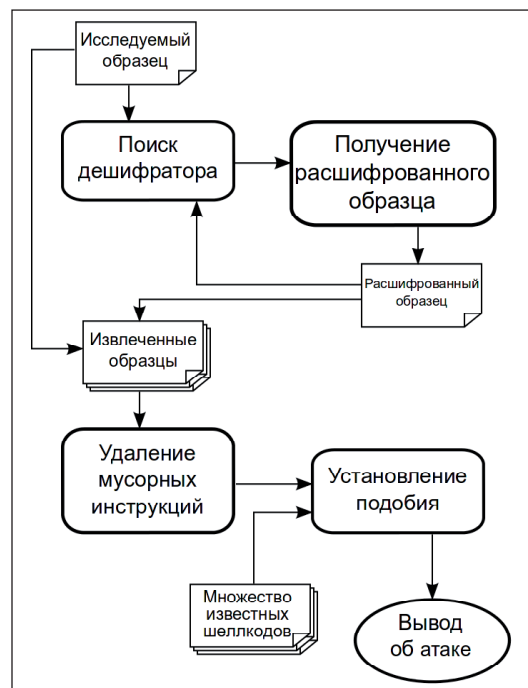 Исследуемый
образец
Поиск
дешифратора
Получение
расшифрованного
образца
Расшифрованный
образец
Извлеченные
образцы
Удаление
мусорных
инструкций
Установление
подобия
Множество
известных
шеллкодов
Вывод
об атаке